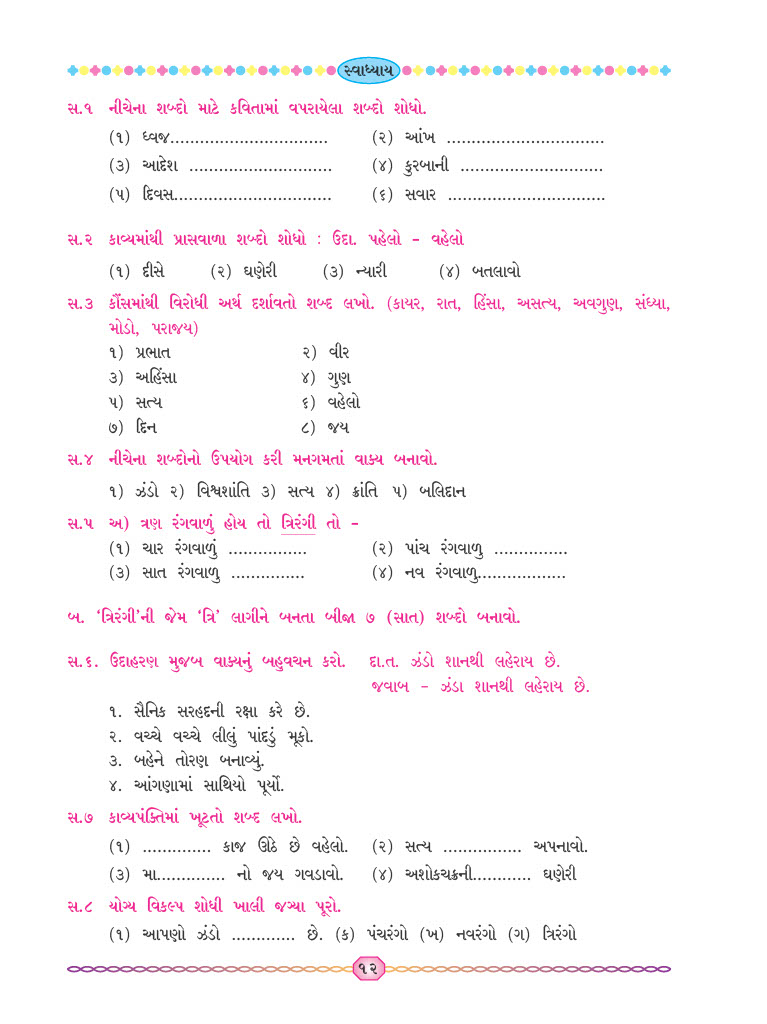 સ્વાધ્યાય
સ.૧ નીચેના શબ્દો માટે કવિતામાં વપરાયેલા શબ્દો શોધો.
(૧) ધ્વજ................................ (૨) આંખ ................................
(૩) આદેશ ............................. (૪) કુરબાની .............................
(૫) દિવસ................................ (૬) સવાર ................................
સ.૨ કાવ્યમાંથી પ્રાસવાળા શબ્દો શોધો : ઉદા. પહેલો - વહેલો
(૧) દીસે (૨) ઘણેરી (૩) ન્યારી (૪) બતલાવો
સ.૩ કૌંસમાંથી વિરોધી અર્થ દર્શાવતો શબ્દ લખો. (કાયર, રાત, હિંસા, અસત્ય, અવગુણ, સંધ્યા,
મોડો, પરાજય)
૧) પ્રભાત ૨) વીર
૩) અહિંસા ૪) ગુણ
૫) સત્ય ૬) વહેલો
૭) દિન ૮) જય
સ.૪ નીચેના શબ્દોનો ઉપયોગ કરી મનગમતાં વાક્ય બનાવો.
૧) ઝંડો ૨) વિશ્વશાંતિ ૩) સત્ય ૪) ક્રાંતિ ૫) બલિદાન
સ.૫ અ) ત્રણ રંગવાળું હોય તો ત્રિરંગી તો -
(૧) ચાર રંગવાળું ................ (૨) પાંચ રંગવાળુ ...............
(૩) સાત રંગવાળુ ............... (૪) નવ રંગવાળુ..................
બ. ‘ત્રિરંગી’ની જેમ ‘ત્રિ’ લાગીને બનતા બીજા ૭ (સાત) શબ્દો બનાવો.
સ.૬. ઉદાહરણ મુજબ વાક્યનું બહુવચન કરો. દા.ત. ઝંડો શાનથી લહેરાય છે.
જવાબ - ઝંડા શાનથી લહેરાય છે.
૧. સૈનિક સરહદની રક્ષા કરે છે.
૨. વચ્ચે વચ્ચે લીલું પાંદડું મૂકો.
૩. બહેને તોરણ બનાવ્યું.
૪. આંગણામાં સાથિયો પૂર્યો.
સ.૭ કાવ્યપંક્તિમાં ખૂટતો શબ્દ લખો.
(૧) .............. કાજ ઊઠે છે વહેલો. (૨) સત્ય ................ અપનાવો.
(૩) મા.............. નો જય ગવડાવો. (૪) અશોકચક્રની............ ઘણેરી
સ.૮ યોગ્ય વિકલ્પ શોધી ખાલી જગ્યા પૂરો.
(૧) આપણો ઝંડો ............. છે. (ક) પંચરંગો (ખ) નવરંગો (ગ) ત્રિરંગો
૧૨